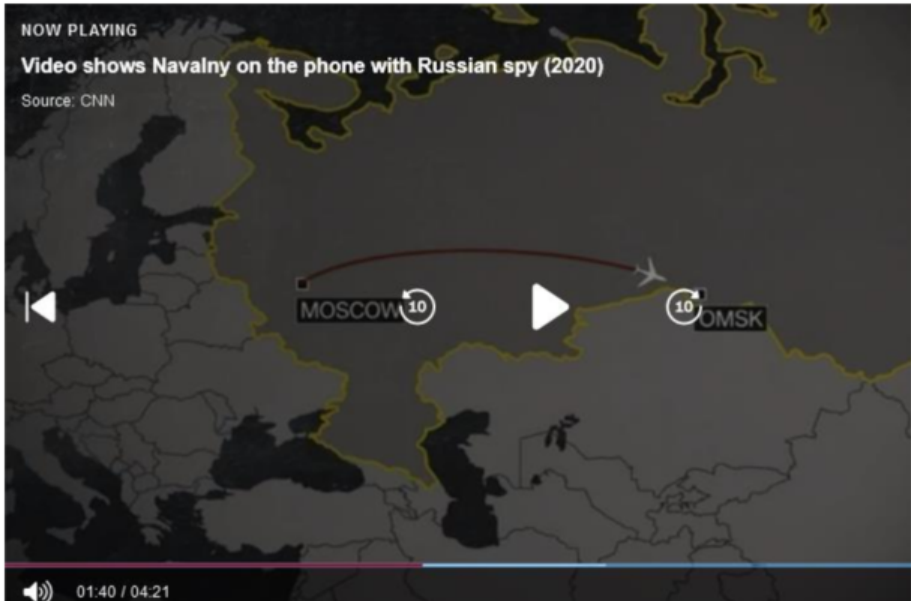 NOW PLAYING
Video shows Navalny on the phone with Russian spy (2020)
Source: CNN
MOSCOW
10
10
OMSK
01:40 / 04:21